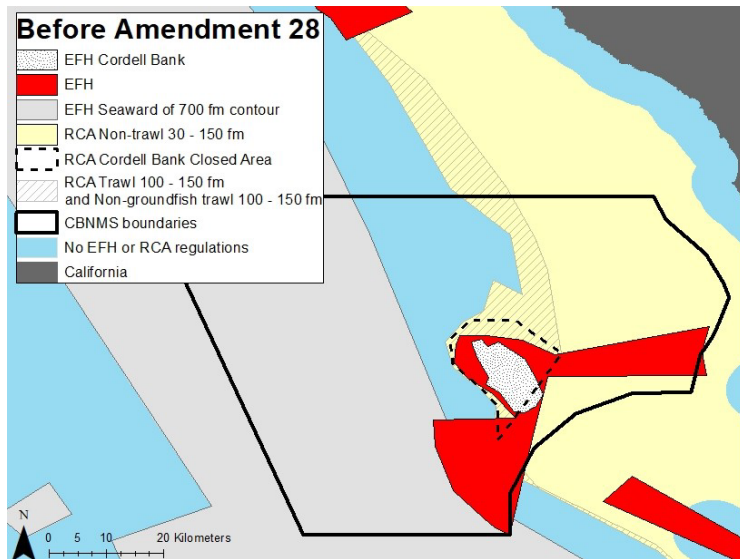 Before Amendment 28
EFH Cordell Bank
EFH
EFH Seaward of 700 fm contour
RCA Non-trawl 30 - 150 fm
RCA Cordell Bank Closed Area
RCA Trawl 100 - 150 fm
and Non-groundfish trawl 100 - 150 fm
CBNMS boundaries
No EFH or RCA regulations
California
N
0 5 10 20 Kilometers